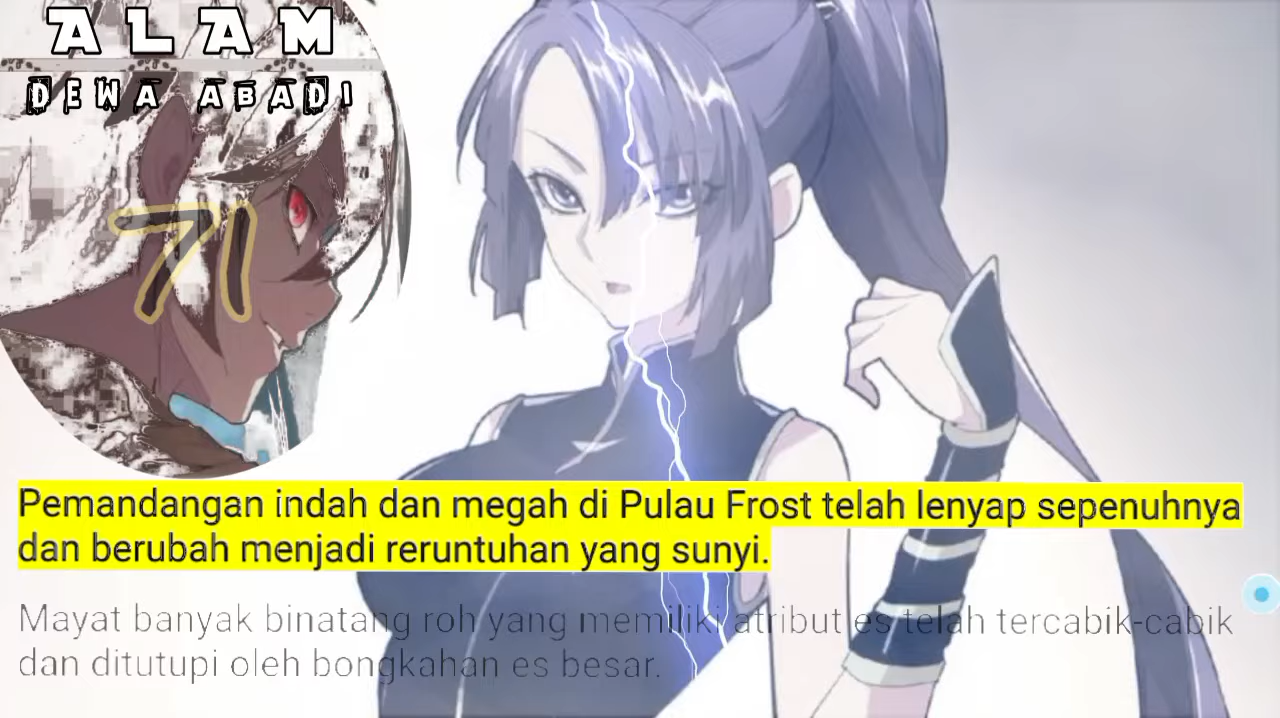 ALAM
DEWA ABADI
71
Pemandangan indah dan megah di Pulau Frost telah lenyap sepenuhnya
dan berubah menjadi reruntuhan yang sunyi.
Mayat banyak binatang roh yang memiliki atribut es telah tercabik-cabik
dan ditutupi oleh bongkahan es besar.